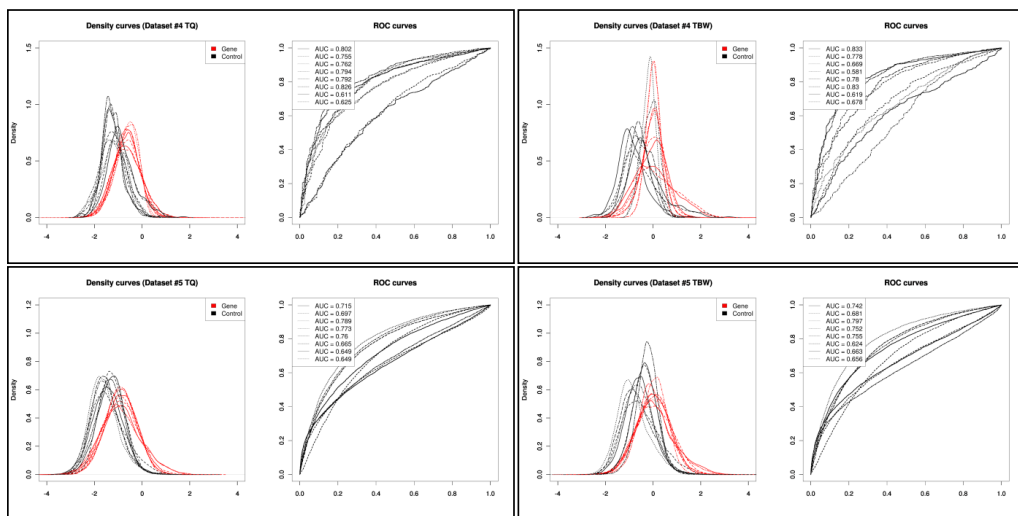 Density curves (Dataset #4 TQ)
ROC curves
Gene
Control
Density
0.0
0.5
1.0
1.5
-4
-2
0
2
4
AUC = 0.802
AUC = 0.755
AUC = 0.762
AUC = 0.794
AUC = 0.792
AUC = 0.826
AUC = 0.611
AUC = 0.625
0.0
0.2
0.4
0.6
0.8
1.0
0.0
0.2
0.4
0.6
0.8
1.0
Density curves (Dataset #4 TBW)
ROC curves
Gene
Control
Density
0.0
0.5
1.0
1.5
-4
-2
0
2
4
AUC = 0.833
AUC = 0.778
AUC = 0.669
AUC = 0.581
AUC = 0.78
AUC = 0.83
AUC = 0.619
AUC = 0.678
0.0
0.2
0.4
0.6
0.8
1.0
0.0
0.2
0.4
0.6
0.8
1.0
Density curves (Dataset #5 TQ)
ROC curves
Gene
Control
Density
0.0
0.2
0.4
0.6
0.8
1.0
1.2
-4
-2
0
2
4
AUC = 0.715
AUC = 0.697
AUC = 0.789
AUC = 0.773
AUC = 0.76
AUC = 0.665
AUC = 0.649
AUC = 0.649
0.0
0.2
0.4
0.6
0.8
1.0
0.0
0.2
0.4
0.6
0.8
1.0
Density curves (Dataset #5 TBW)
ROC curves
Gene
Control
Density
0.0
0.2
0.4
0.6
0.8
1.0
1.2
-4
-2
0
2
4
AUC = 0.742
AUC = 0.681
AUC = 0.797
AUC = 0.752
AUC = 0.755
AUC = 0.624
AUC = 0.663
AUC = 0.656
0.0
0.2
0.4
0.6
0.8
1.0
0.0
0.2
0.4
0.6
0.8
1.0